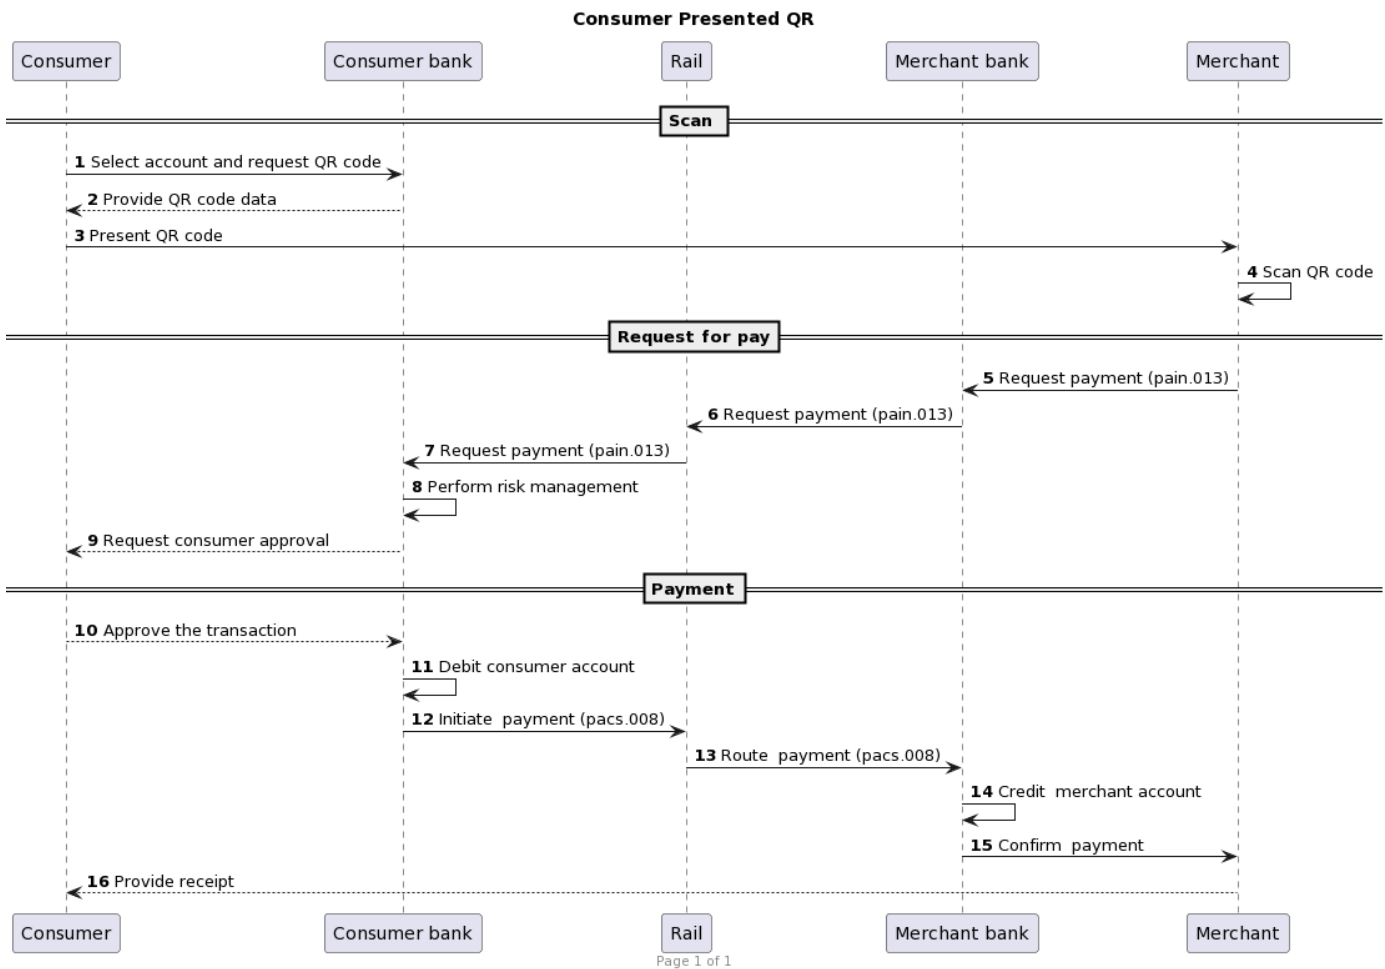 Consumer Presented QR
Consumer Consumer bank Rail Merchant bank Merchant
Scan
1 Select account and request QR code
2 Provide QR code data
3 Present QR code
4 Scan QR code
Request for pay
5 Request payment (pain.013)
6 Request payment (pain.013)
7 Request payment (pain.013)
8 Perform risk management
9 Request consumer approval
Payment
10 Approve the transaction
11 Debit consumer account
12 Initiate  payment (pacs.008)
13 Route  payment (pacs.008)
14 Credit  merchant account
15 Confirm  payment
16 Provide receipt
Consumer Consumer bank Rail Merchant bank Merchant
Page 1 of 1